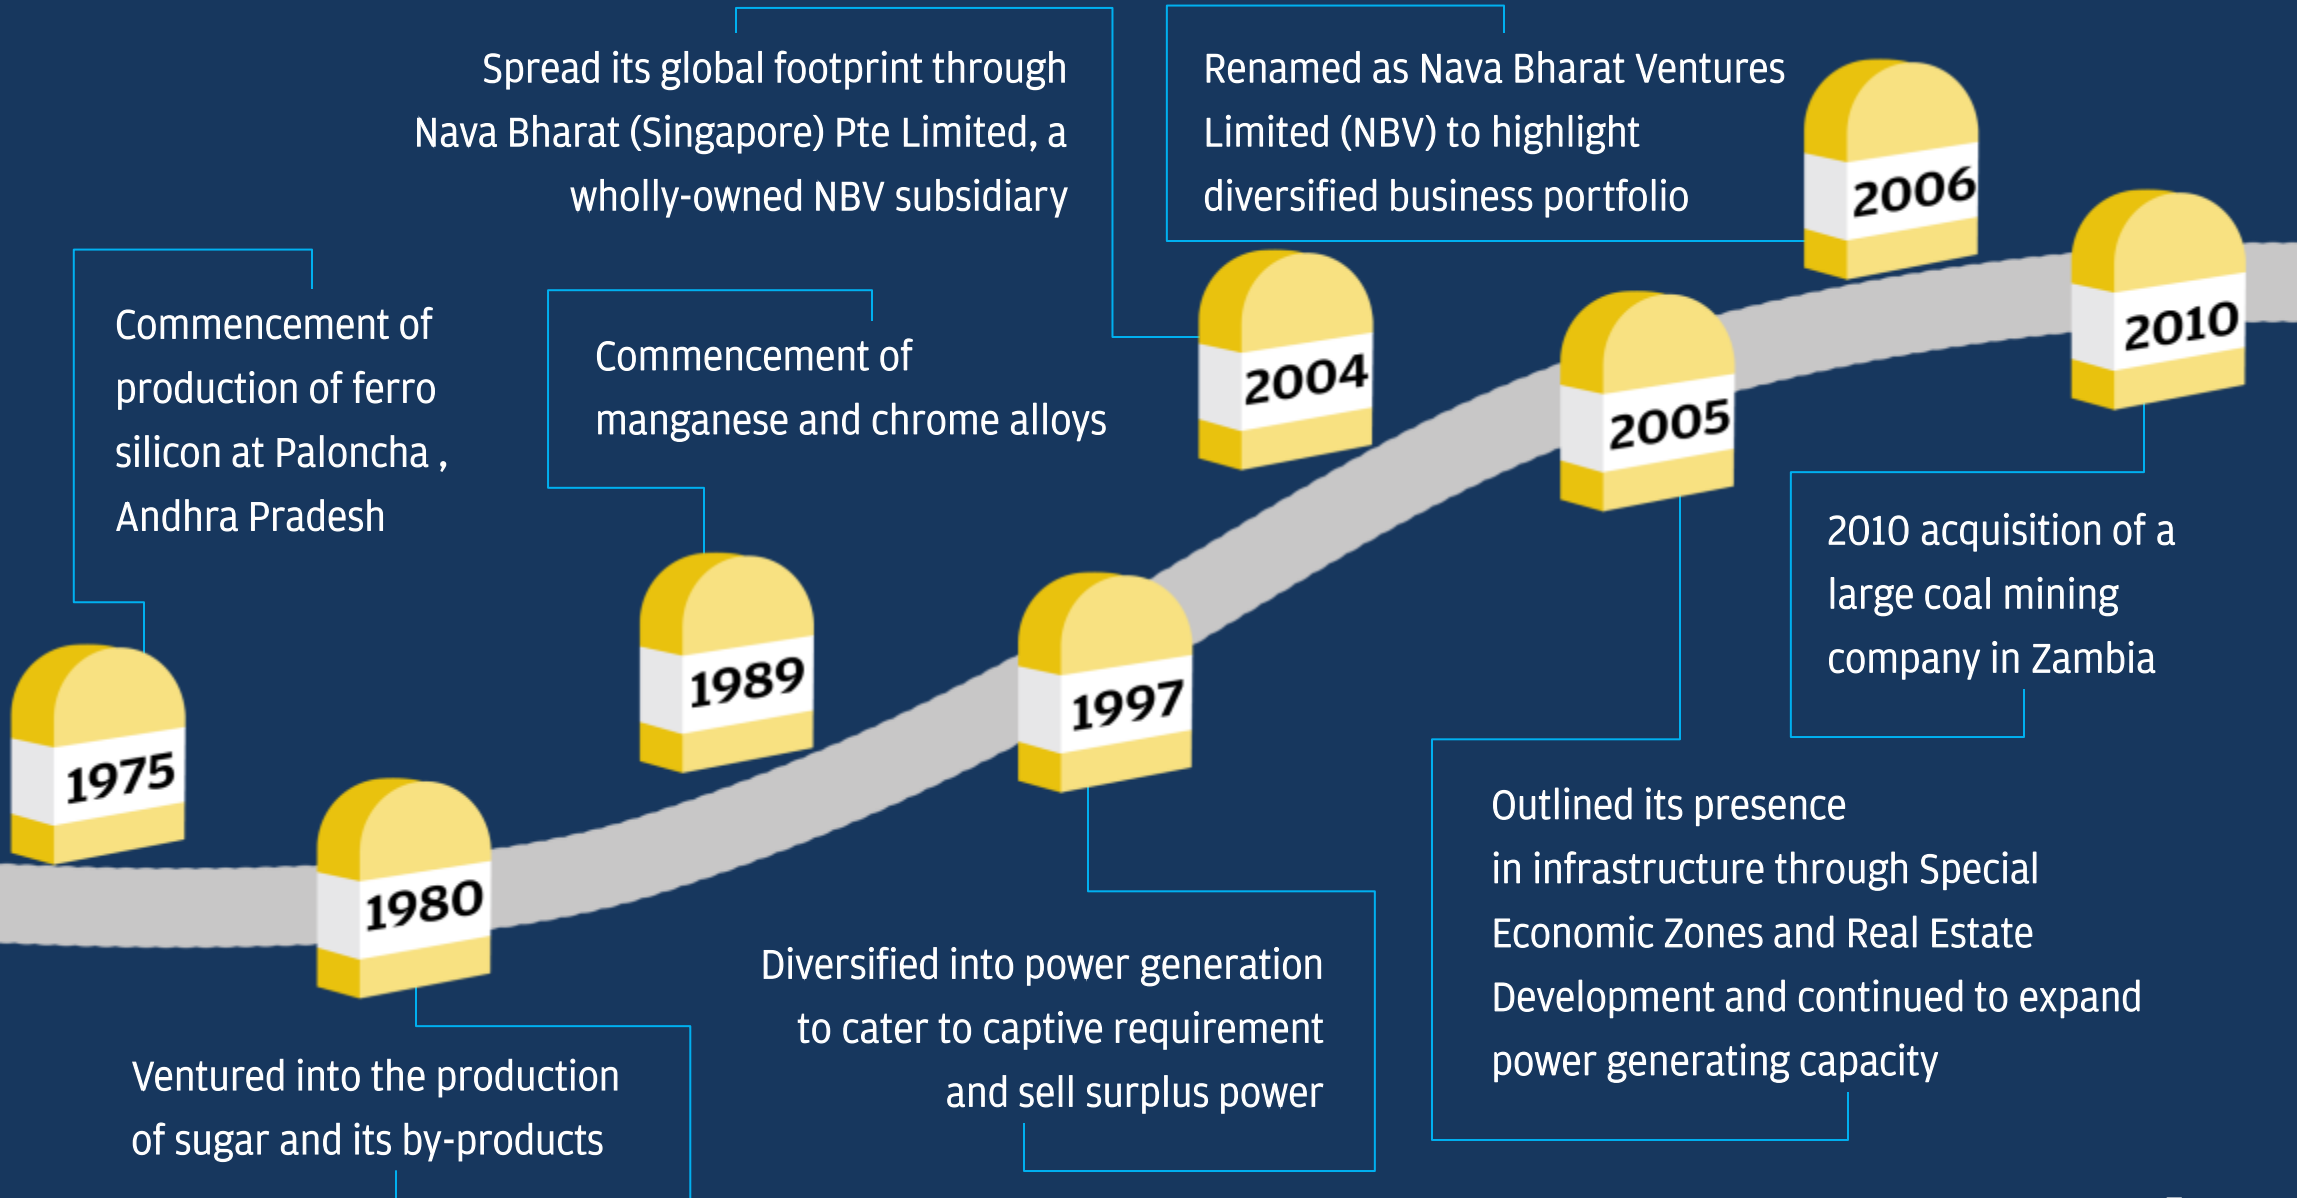 Spread its global footprint through
Nava Bharat (Singapore) Pte Limited, a
wholly-owned NBV subsidiary
Renamed as Nava Bharat Ventures
Limited (NBV) to highlight
diversified business portfolio
2006
2010
Commencement of
production of ferro
silicon at Paloncha ,
Andhra Pradesh
Commencement of
manganese and chrome alloys
2004
2005
2010 acquisition of a
large coal mining
company in Zambia
1975
1980
1989
1997
Outlined its presence
in infrastructure through Special
Economic Zones and Real Estate
Development and continued to expand
power generating capacity
Diversified into power generation
to cater to captive requirement
and sell surplus power
Ventured into the production
of sugar and its by-products